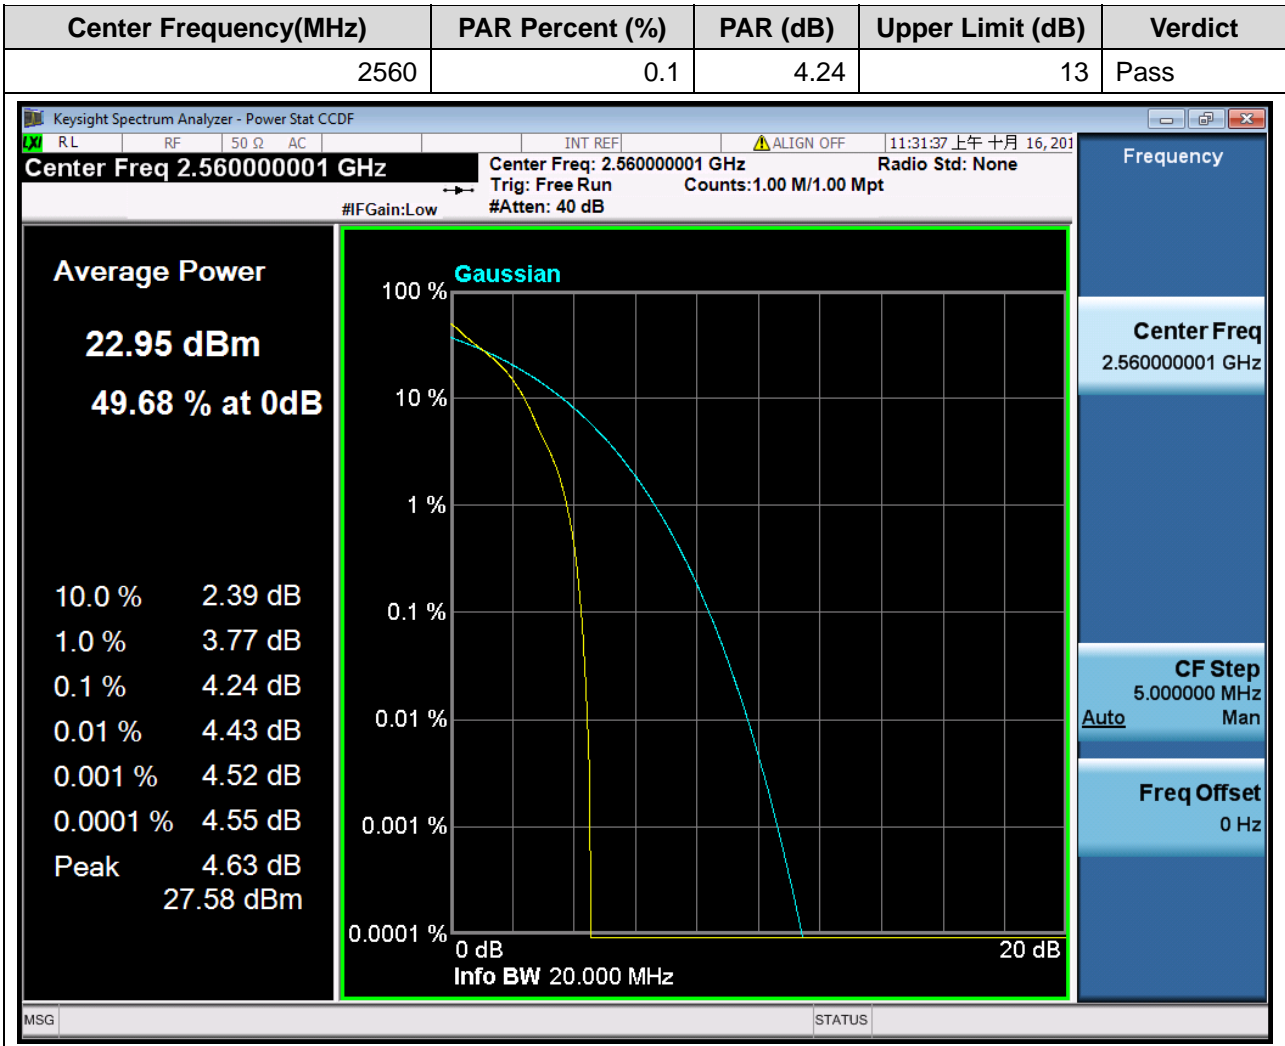 Center Frequency(MHz) PAR Percent (%) PAR (dB) Upper Limit (dB) Verdict
2560 0.1 4.24 13 Pass
Keysight Spectrum Analyzer - Power Stat CCDF
LXI RL RF 50 Ω AC INT REF ALIGN OFF 11:31:37 上午 十月 16, 201
Center Freq 2.560000001 GHz
Center Freq: 2.560000001 GHz Radio Std: None
Trig: Free Run Counts:1.00 M/1.00 Mpt
#IFGain:Low #Atten: 40 dB
Average Power
22.95 dBm
49.68 % at 0dB
10.0 % 2.39 dB
1.0 % 3.77 dB
0.1 % 4.24 dB
0.01 % 4.43 dB
0.001 % 4.52 dB
0.0001 % 4.55 dB
Peak 4.63 dB
27.58 dBm
Gaussian
100 %
10 %
1 %
0.1 %
0.01 %
0.001 %
0.0001 %
0 dB 20 dB
Info BW 20.000 MHz
Frequency
Center Freq
2.560000001 GHz
CF Step
5.000000 MHz
Auto Man
Freq Offset
0 Hz
MSG STATUS